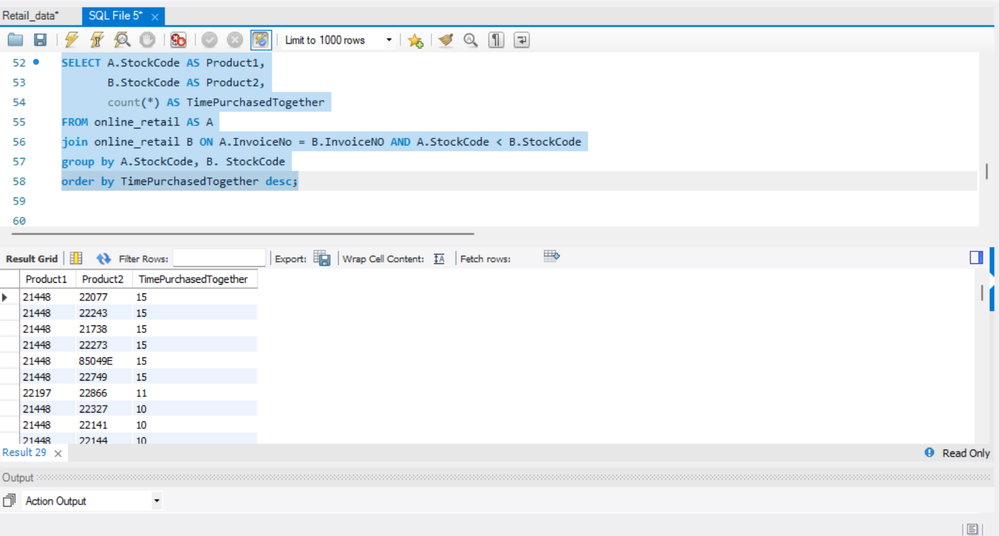 Retail_data*
SQL File 5*
Limit to 1000 rows
52 SELECT A.StockCode AS Product1,
53 B.StockCode AS Product2,
54 count(*) AS TimePurchasedTogether
55 FROM online_retail AS A
56 join online_retail B ON A.InvoiceNo = B.InvoiceNO AND A.StockCode < B.StockCode
57 group by A.StockCode, B. StockCode
58 order by TimePurchasedTogether desc;
59
60
Result Grid Filter Rows: Export: Wrap Cell Content: IA Fetch rows:
Product1 Product2 TimePurchasedTogether
21448 22077 15
21448 22243 15
21448 21738 15
21448 22273 15
21448 85049E 15
21448 22749 15
22197 22866 11
21448 22327 10
21448 22141 10
21448 22144 10
Result 29
Read Only
Output
Action Output